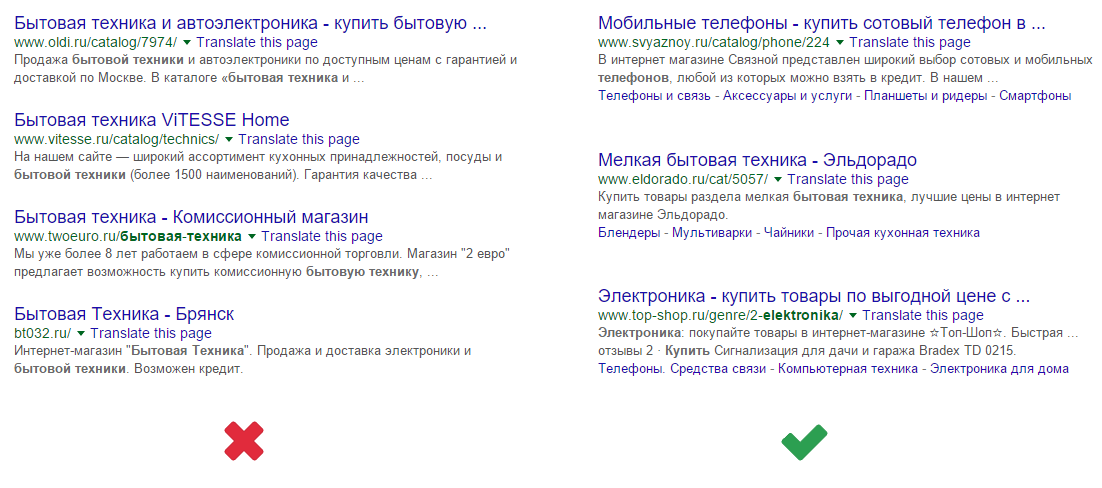 Бытовая техника и автоэлектроника - купить бытовую ...
www.oldi.ru/catalog/7974/ Translate this page
Продажа бытовой техники и автоэлектроники по доступным ценам с гарантией и
доставкой по Москве. В каталоге «бытовая техника и ...
Бытовая техника ViTESSE Home
www.vitesse.ru/catalog/technics/ Translate this page
На нашем сайте — широкий ассортимент кухонных принадлежностей, посуды и
бытовой техники (более 1500 наименований). Гарантия качества ...
Бытовая техника - Комиссионный магазин
www.twoeuro.ru/бытовая-техника Translate this page
Мы уже более 8 лет работаем в сфере комиссионной торговли. Магазин "2 евро"
предлагает возможность купить комиссионную бытовую технику, ...
Бытовая Техника - Брянск
bt032.ru/ Translate this page
Интернет-магазин "Бытовая Техника". Продажа и доставка электроники и
бытовой техники. Возможен кредит.
Мобильные телефоны - купить сотовый телефон в ...
www.svyaznoy.ru/catalog/phone/224 Translate this page
В интернет магазине Связной представлен широкий выбор сотовых и мобильных
телефонов, любой из которых можно взять в кредит. В нашем ...
Телефоны и связь - Аксессуары и услуги - Планшеты и ридеры - Смартфоны
Мелкая бытовая техника - Эльдорадо
www.eldorado.ru/cat/5057/ Translate this page
Купить товары раздела мелкая бытовая техника, лучшие цены в интернет
магазине Эльдорадо.
Блендеры - Мультиварки - Чайники - Прочая кухонная техника
Электроника - купить товары по выгодной цене с ...
www.top-shop.ru/genre/2-elektronika/ Translate this page
Электроника: покупайте товары в интернет-магазине ☆Топ-Шоп☆. Быстрая ...
отзывы 2 · Купить Сигнализация для дачи и гаража Bradex TD 0215.
Телефоны. Средства связи - Компьютерная техника - Электроника для дома